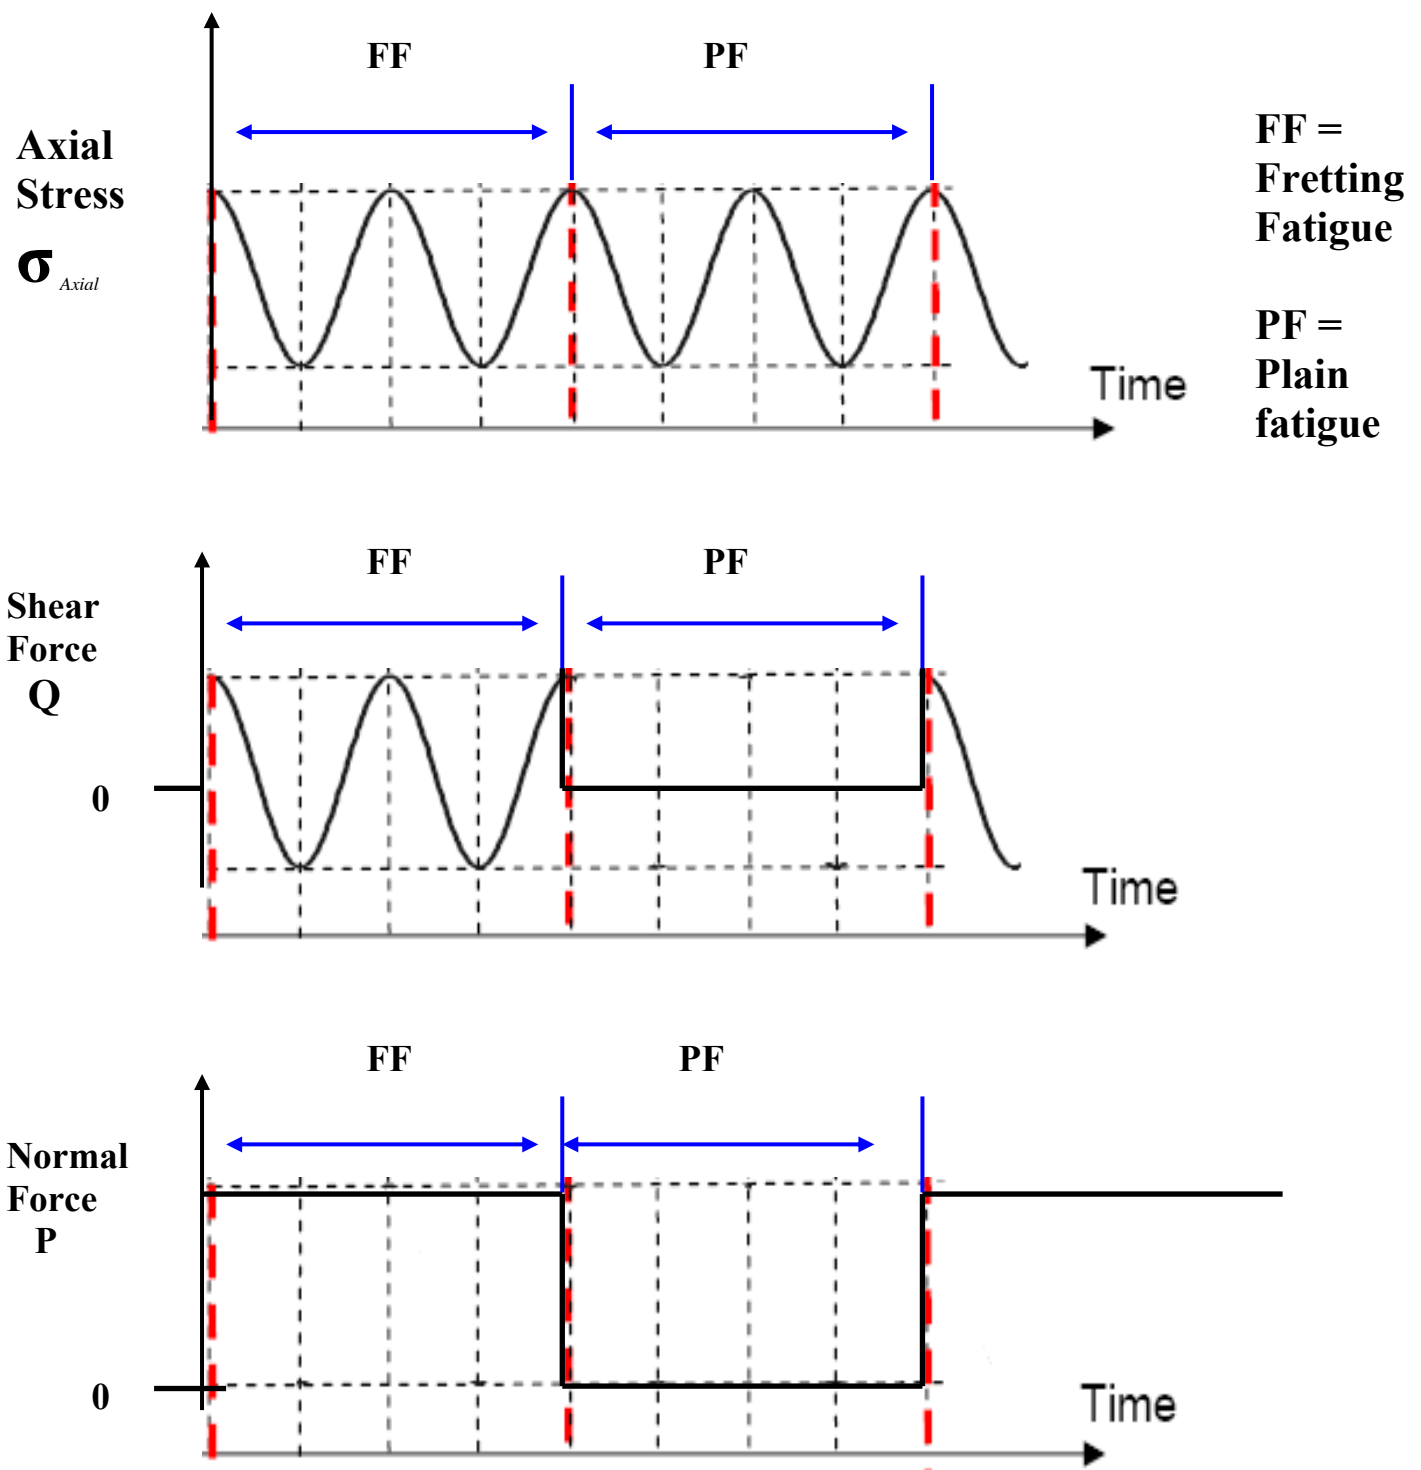 FF
PF
Axial
Stress
σ Axial
FF =
Fretting
Fatigue
PF =
Plain
fatigue
Time
FF
PF
Shear
Force
Q
0
Time
FF
PF
Normal
Force
P
0
Time